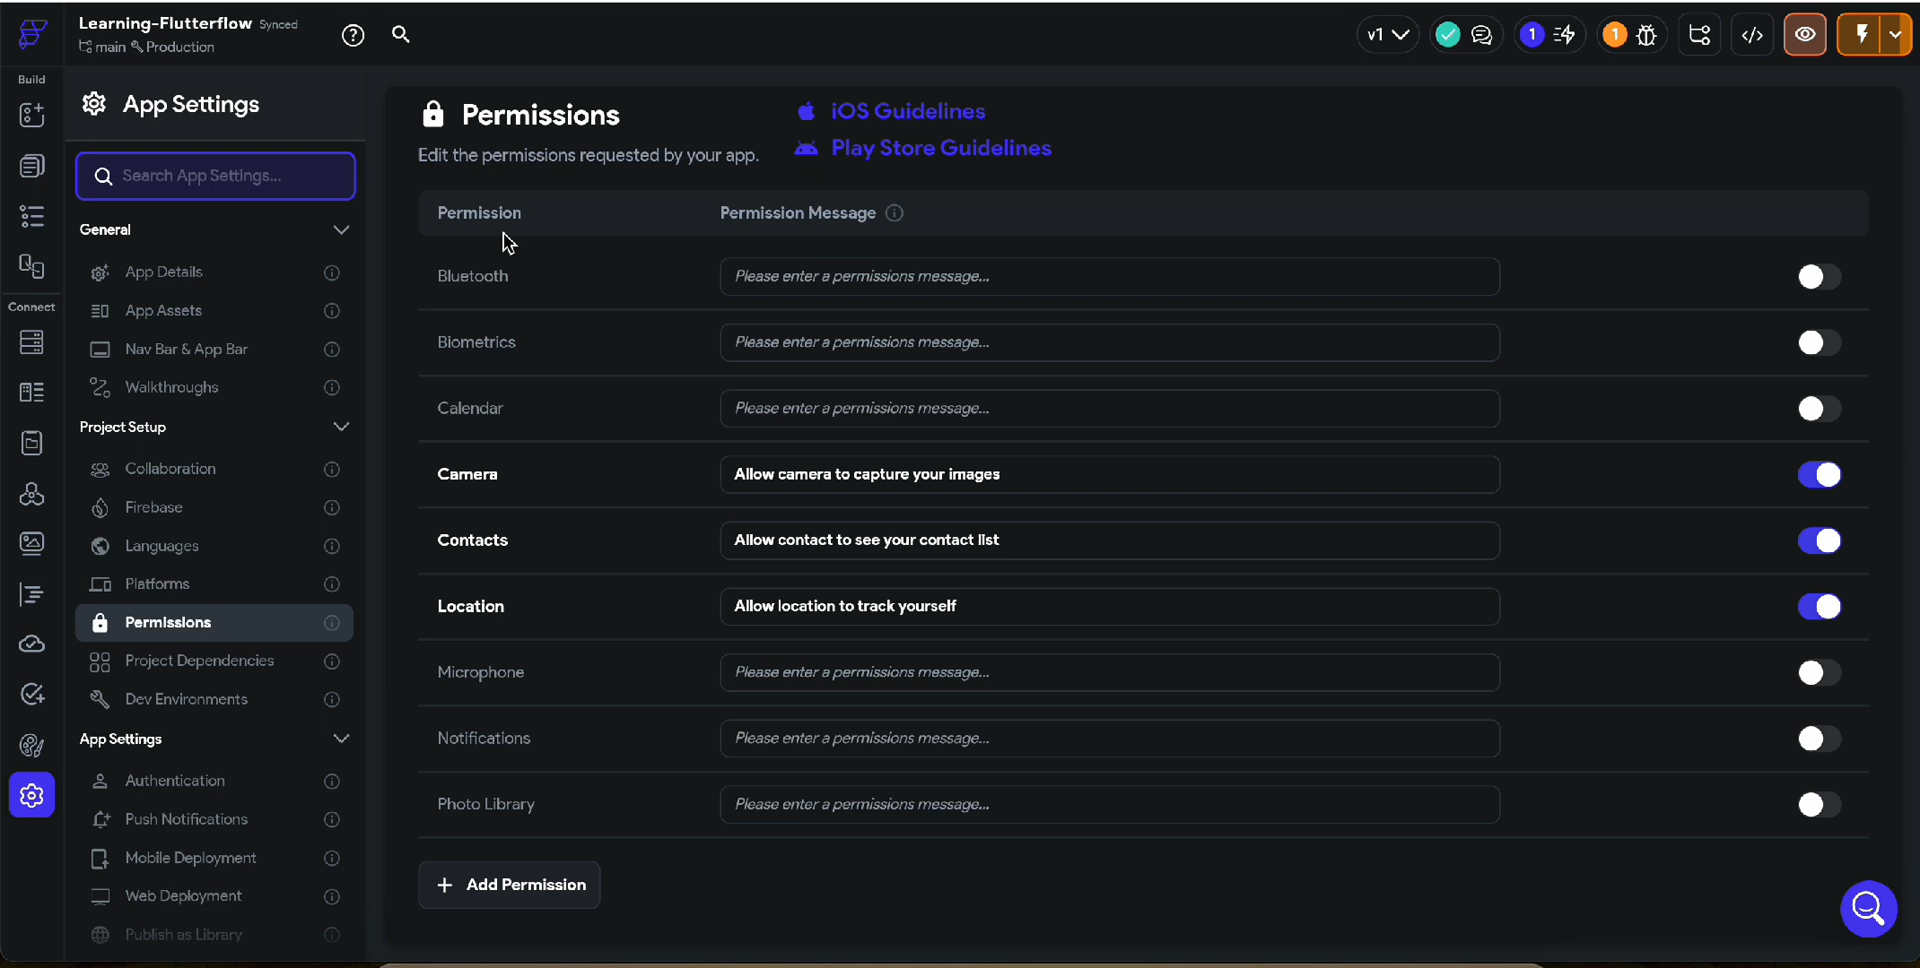 Learning-Flutterflow Synced
main Production
v1
1
1
Build
App Settings
Search App Settings...
General
App Details
App Assets
Nav Bar & App Bar
Walkthroughs
Connect
Project Setup
Collaboration
Firebase
Languages
Platforms
Permissions
Project Dependencies
Dev Environments
App Settings
Authentication
Push Notifications
Mobile Deployment
Web Deployment
Publish as Library
Permissions
Edit the permissions requested by your app.
iOS Guidelines
Play Store Guidelines
Permission Permission Message
Bluetooth Please enter a permissions message...
Biometrics Please enter a permissions message...
Calendar Please enter a permissions message...
Camera Allow camera to capture your images
Contacts Allow contact to see your contact list
Location Allow location to track yourself
Microphone Please enter a permissions message...
Notifications Please enter a permissions message...
Photo Library Please enter a permissions message...
+ Add Permission